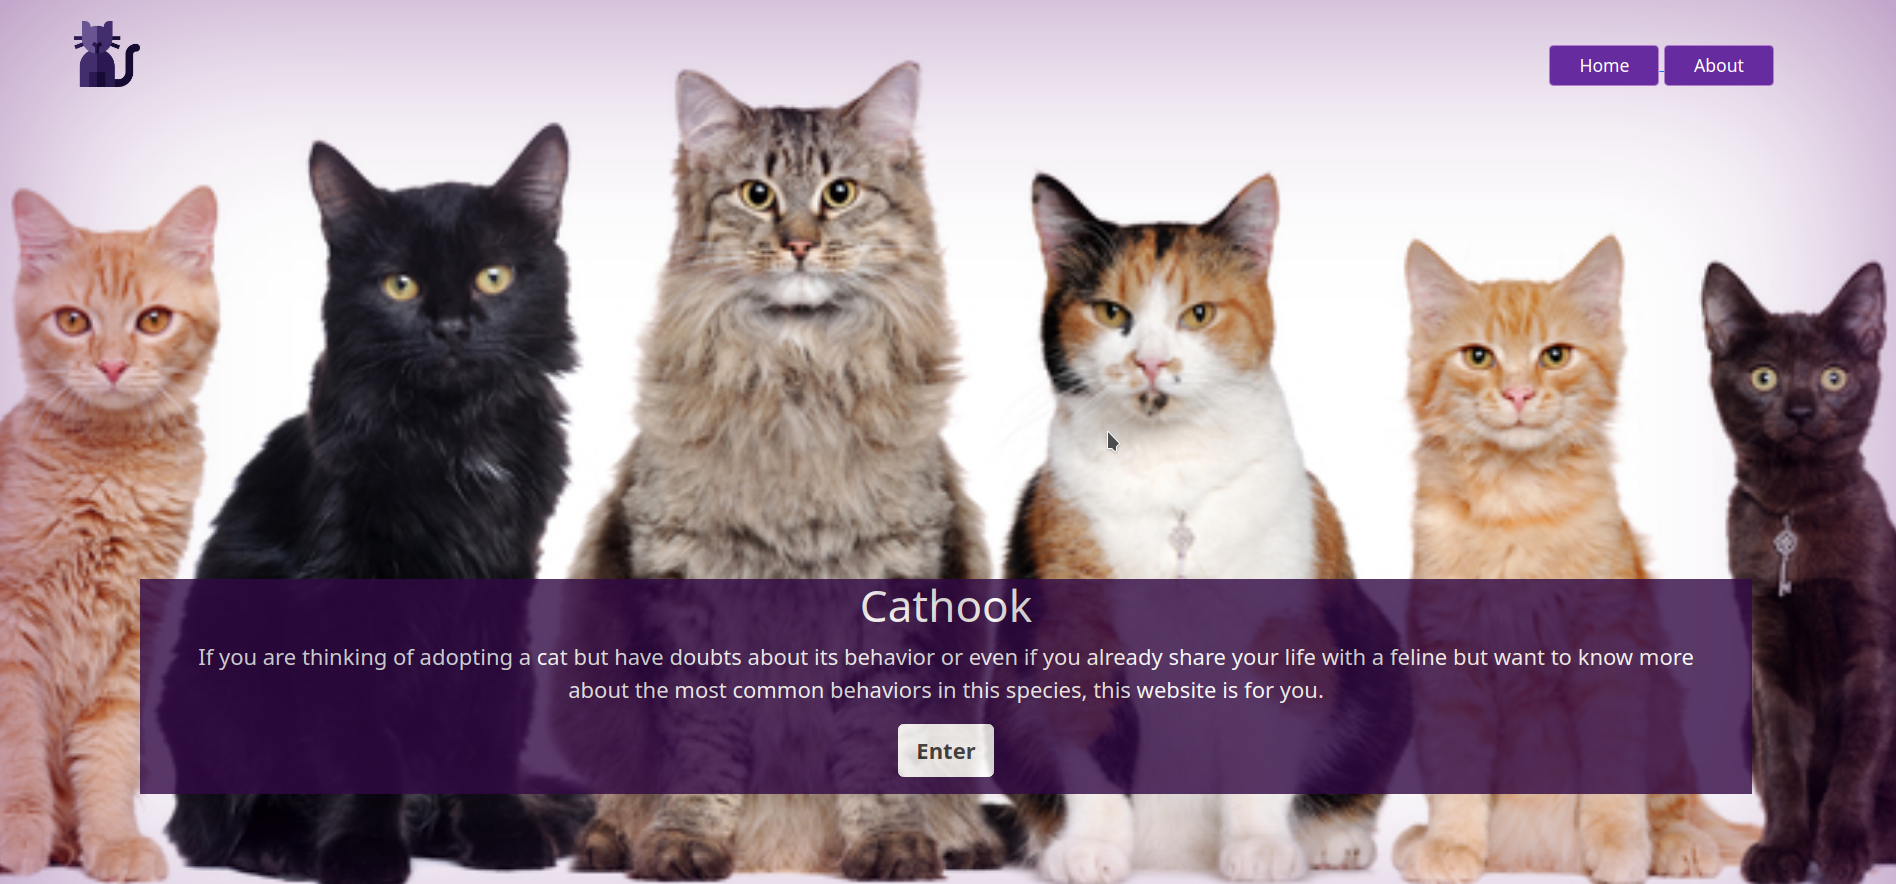 Home
About
Cathook
If you are thinking of adopting a cat but have doubts about its behavior or even if you already share your life with a feline but want to know more
about the most common behaviors in this species, this website is for you.
Enter